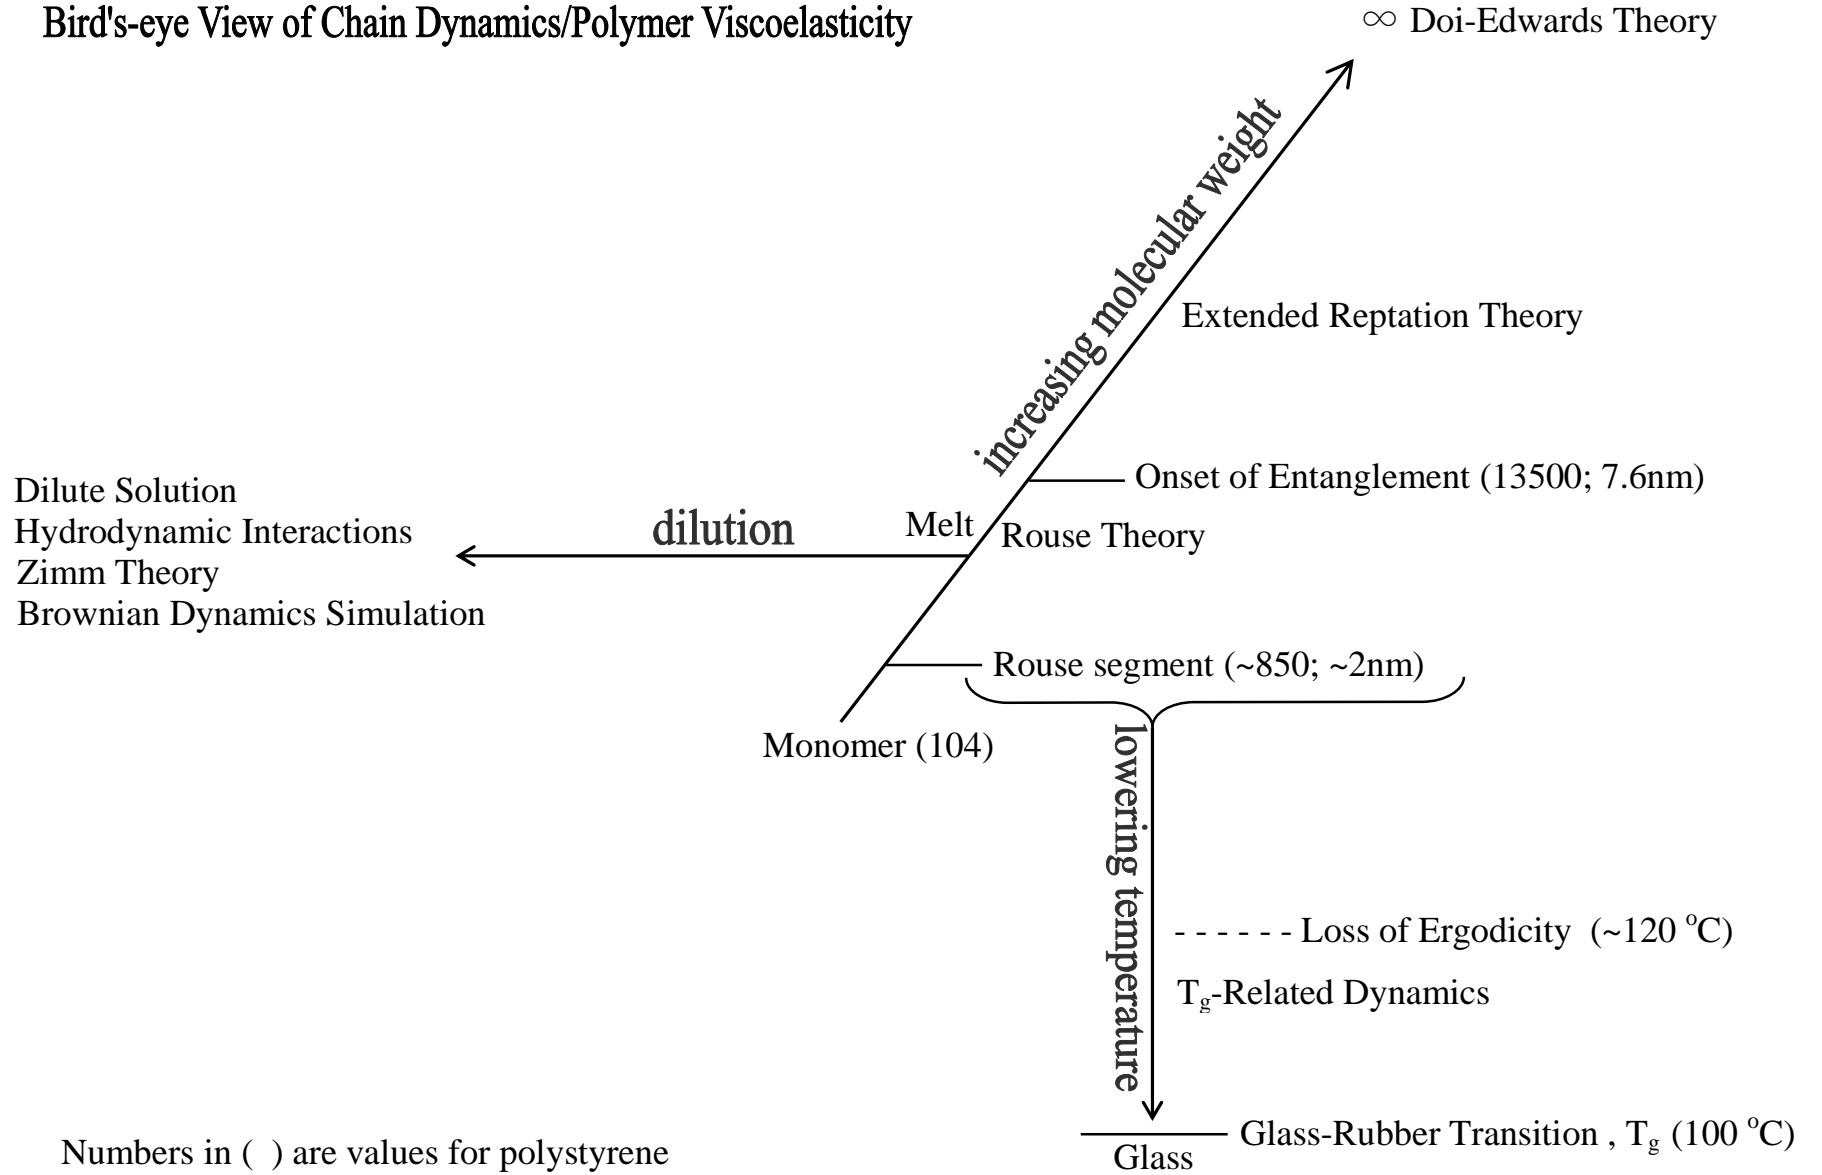 Bird's-eye View of Chain Dynamics/Polymer Viscoelasticity
∞ Doi-Edwards Theory
increasing molecular weight
Extended Reptation Theory
Onset of Entanglement (13500; 7.6nm)
Dilute Solution
Hydrodynamic Interactions
Zimm Theory
Brownian Dynamics Simulation
dilution
Melt
Rouse Theory
Rouse segment (~850; ~2nm)
Monomer (104)
lowering temperature
- - - - - - Loss of Ergodicity (~120 °C)
Tg-Related Dynamics
Glass-Rubber Transition , Tg (100 °C)
Glass
Numbers in ( ) are values for polystyrene